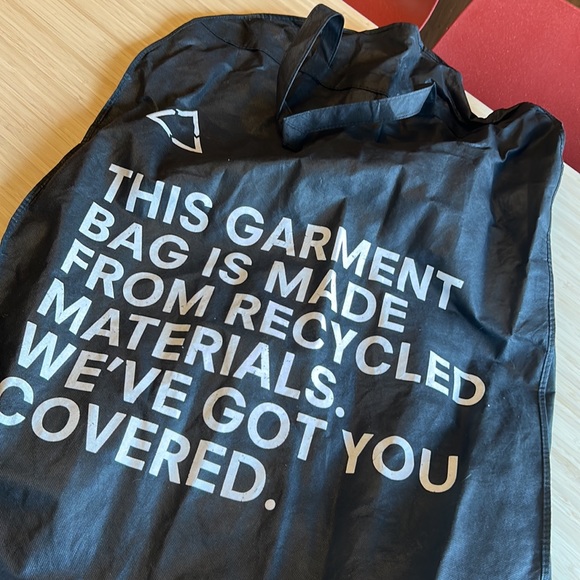 THIS GARMENT
BAG IS MADE
FROM RECYCLED
MATERIALS.
WE'VE GOT YOU
COVERED.